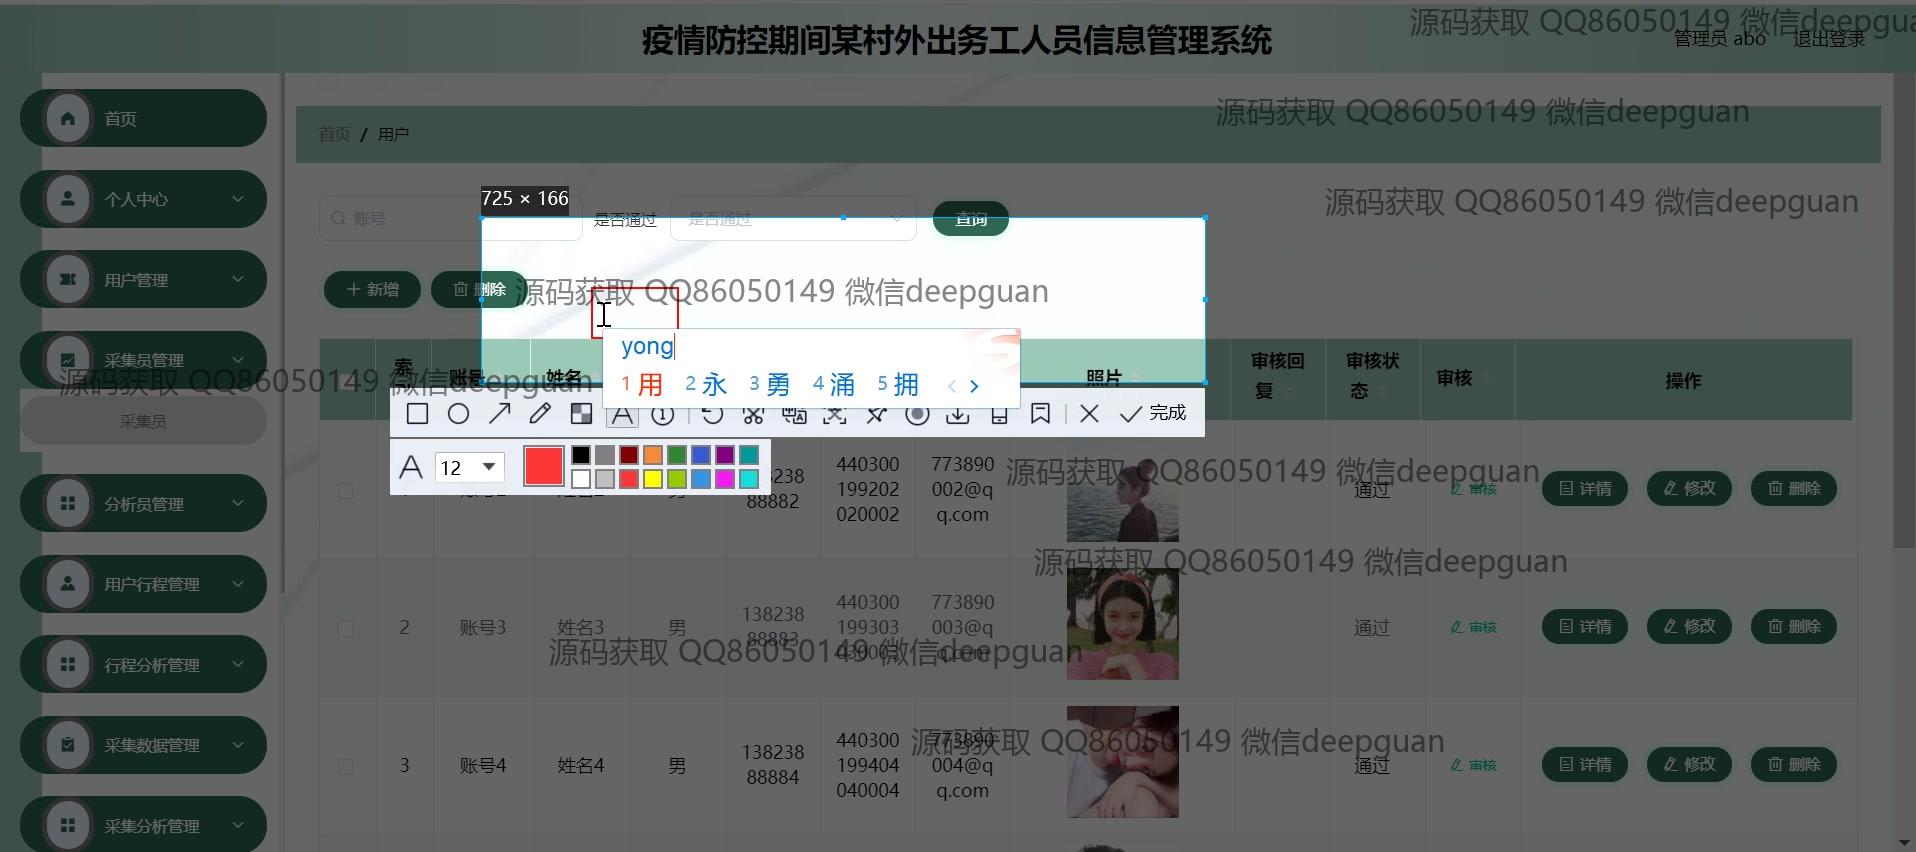 疫情防控期间某村外出务工人员信息管理系统
源码获取 QQ86050149 微信deepgua
管理员 abo 退出登录
首页
源码获取 QQ86050149 微信deepguan
首页 / 用户
个人中心
725 × 166
源码获取 QQ86050149 微信deepguan
账号 是否通过 是否通过 查询
用户管理
新增 删除
源码获取 QQ86050149 微信deepguan
yong
1 用 2 永 3 勇 4 涌 5 拥
采集员管理
索 账号 姓名 照片 审核回复 审核状态 审核 操作
源码获取 QQ86050149 微信deepguan
采集员
完成
12
源码获取 QQ86050149 微信deepguan
238
88882
440300
199202
020002
773890
002@q
q.com
通过 审核 详情 修改 删除
分析员管理
源码获取 QQ86050149 微信deepguan
用户行程管理
2 账号3 姓名3 男
138238
88883
440300
199303
030003
773890
003@q
q.com
通过 审核 详情 修改 删除
源码获取 QQ86050149 微信deepguan
行程分析管理
源码获取 QQ86050149 微信deepguan
采集数据管理
3 账号4 姓名4 男
138238
88884
440300
199404
040004
773890
004@q
q.com
通过 审核 详情 修改 删除
采集分析管理